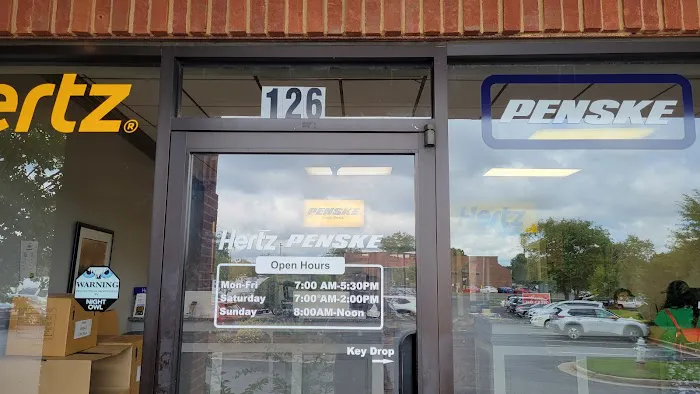 ertz®
126
PENSKE
PENSKE
Hertz PENSKE
Open Hours
Mon-Fri 7:00 AM-5:30PM
Saturday 7:00 AM-2:00PM
Sunday 8:00AM-Noon
Key Drop
WARNING
NIGHT
OWL
Hertz